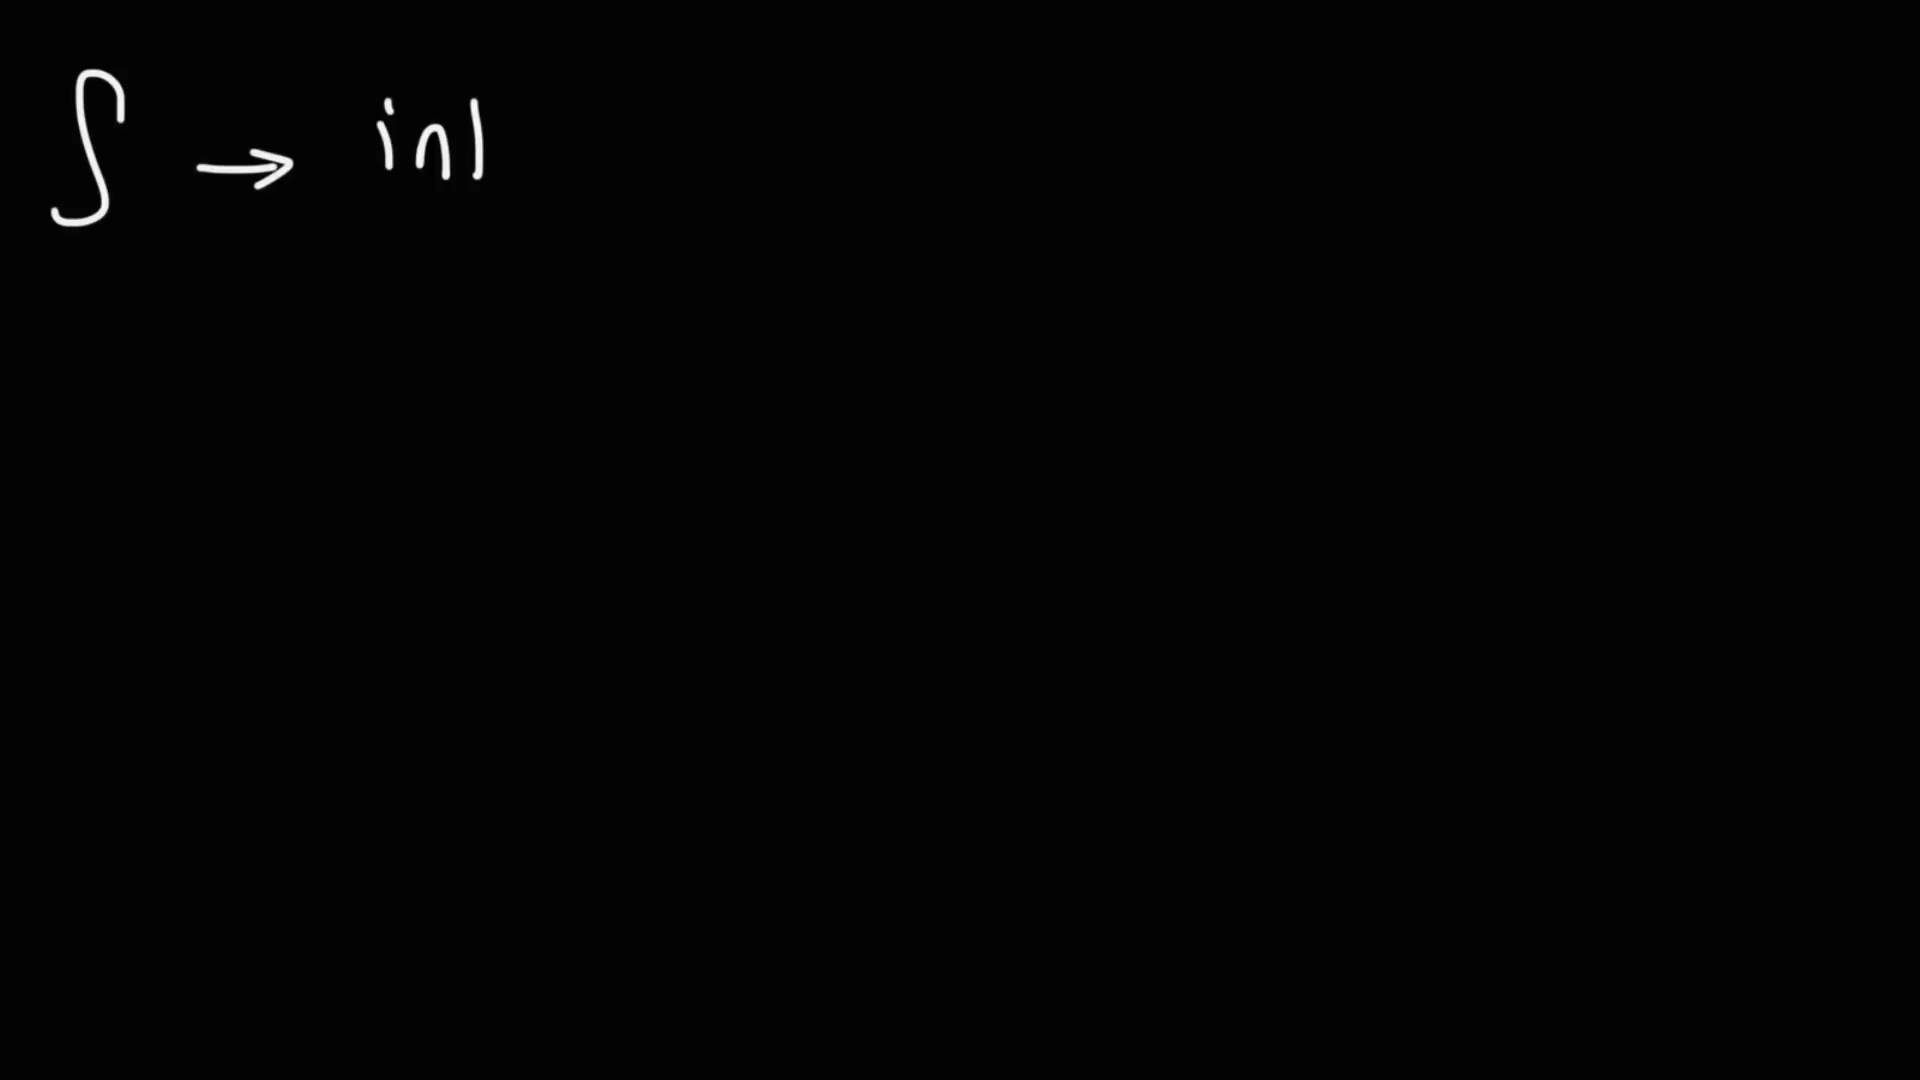 ∫ → inl